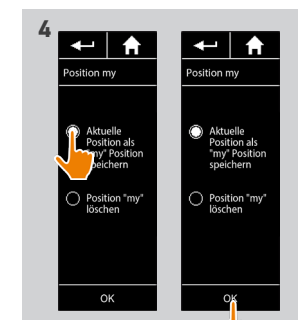 4
Position my
Aktuelle
Position als
"my" Position
speichern
Position "my"
löschen
OK
Position my
Aktuelle
Position als
"my" Position
speichern
Position "my"
löschen
OK